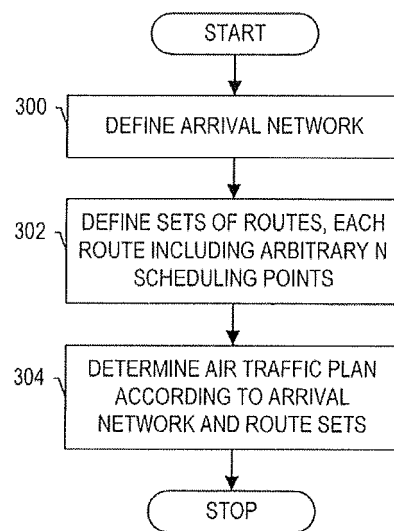 START
300
DEFINE ARRIVAL NETWORK
302
DEFINE SETS OF ROUTES, EACH
ROUTE INCLUDING ARBITRARY N
SCHEDULING POINTS
304
DETERMINE AIR TRAFFIC PLAN
ACCORDING TO ARRIVAL
NETWORK AND ROUTE SETS
STOP